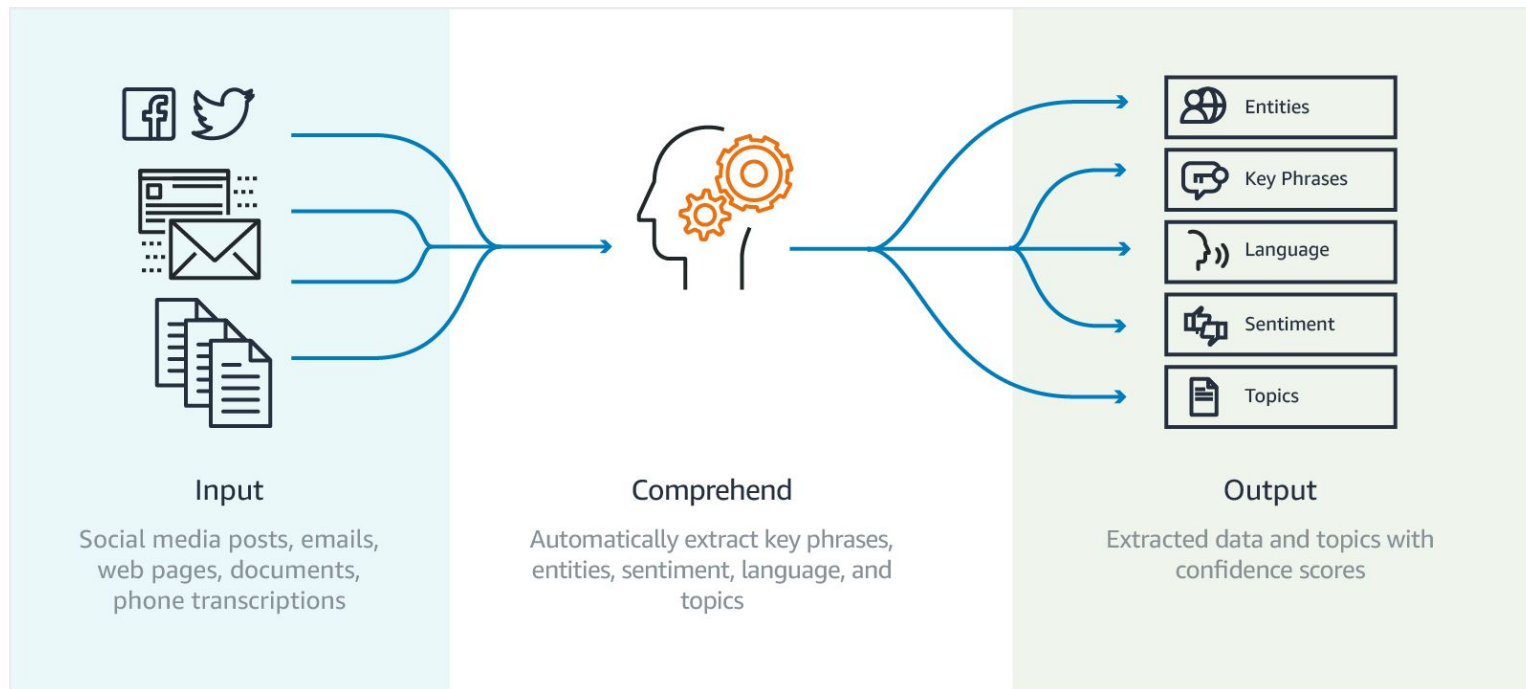 Entities
Key Phrases
Language
Sentiment
Topics
Input
Social media posts, emails,
web pages, documents,
phone transcriptions
Comprehend
Automatically extract key phrases,
entities, sentiment, language, and
topics
Output
Extracted data and topics with
confidence scores